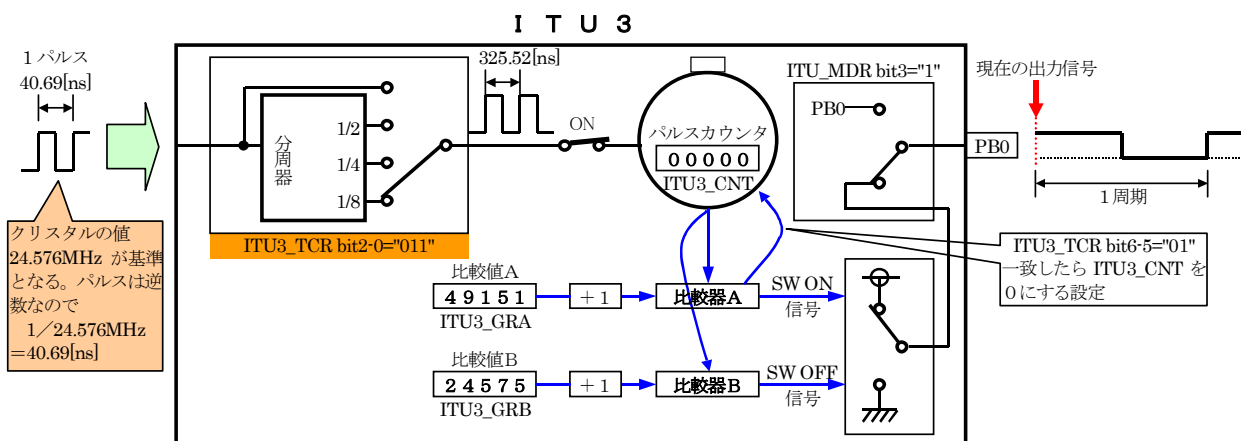 ＩＴＵ３
１パルス
40.69[ns]
クリスタルの値
24.576MHz が基準
となる。パルスは逆
数なので
1／24.576MHz
＝40.69[ns]
分周器
1/2
1/4
1/8
ITU3_TCR bit2-0="011"
325.52[ns]
ON
パルスカウンタ
０００００
ITU3_CNT
ITU_MDR bit3="1"
PB0
PB0
現在の出力信号
１周期
ITU3_TCR bit6-5="01"
一致したら ITU3_CNT を
０にする設定
比較値A
４９１５１
ITU3_GRA
＋1
比較器Ａ
SW ON
信号
比較値B
２４５７５
ITU3_GRB
＋1
比較器Ｂ
SW OFF
信号